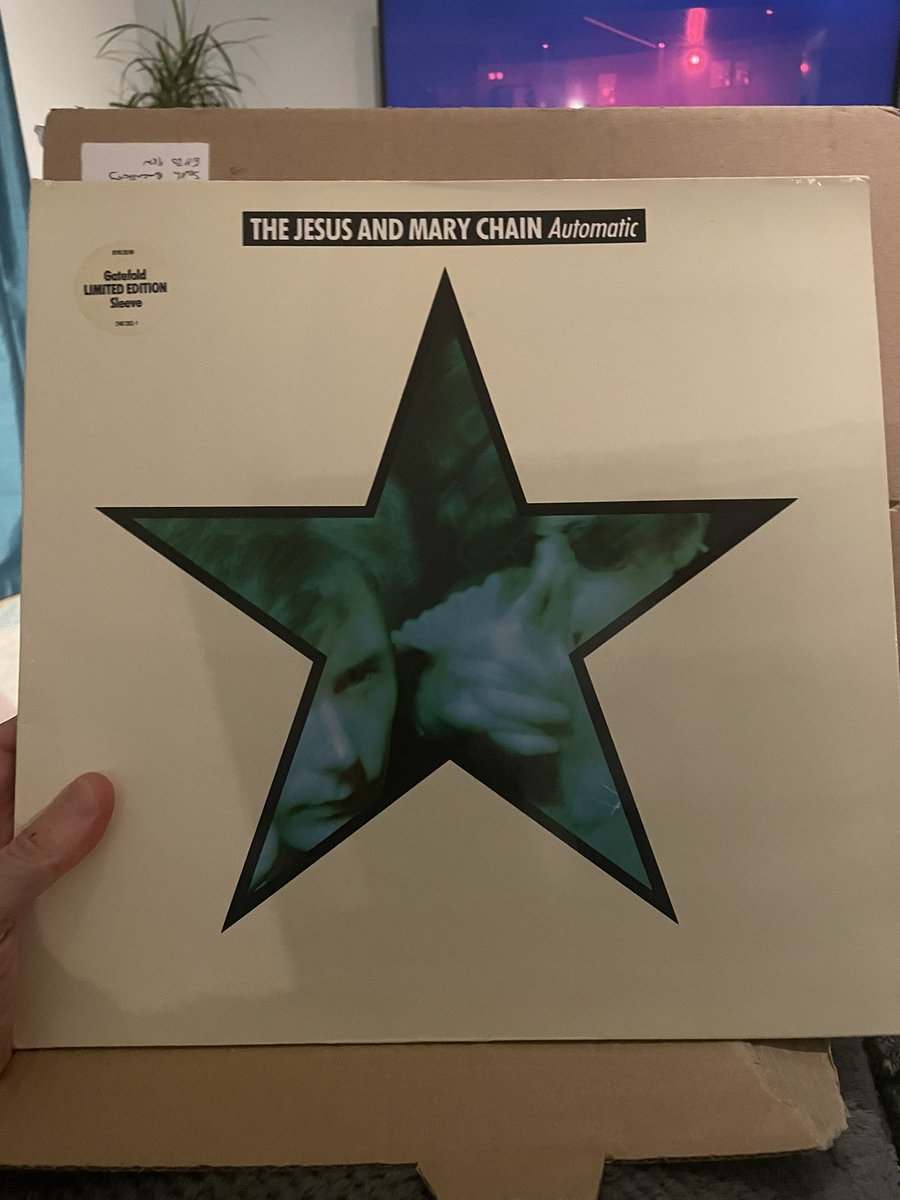 THE JESUS AND MARY CHAIN Automatic
Gatefold
LIMITED EDITION
Sleeve